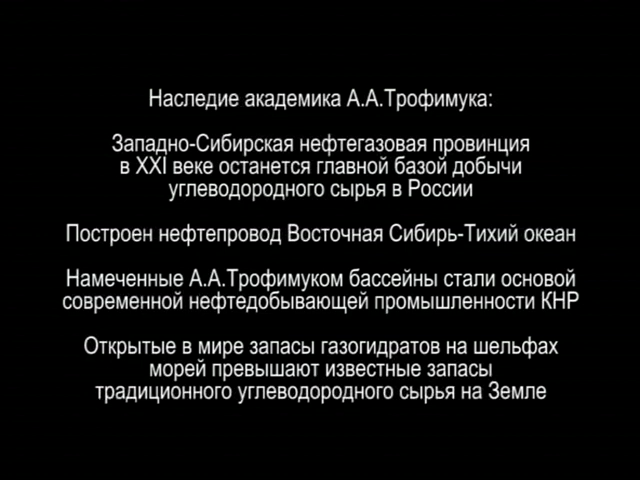 Наследие академика А.А.Трофимука:
Западно-Сибирская нефтегазовая провинция
в XXI веке останется главной базой добычи
углеводородного сырья в России
Построен нефтепровод Восточная Сибирь-Тихий океан
Намеченные А.А.Трофимуком бассейны стали основой
современной нефтедобывающей промышленности КНР
Открытые в мире запасы газогидратов на шельфах
морей превышают известные запасы
традиционного углеводородного сырья на Земле